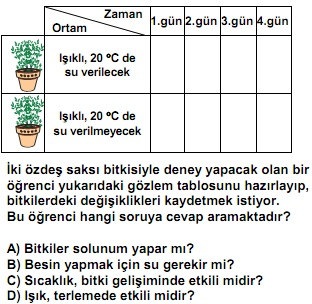 Zaman
Ortam
1.gün 2.gün 3.gün 4.gün
Işıklı, 20 ºC de
su verilecek
Işıklı, 20 ºC de
su verilmeyecek
İki özdeş saksı bitkisiyle deney yapacak olan bir
öğrenci yukarıdaki gözlem tablosunu hazırlayıp,
bitkilerdeki değişiklikleri kaydetmek istiyor.
Bu öğrenci hangi soruya cevap aramaktadır?
A) Bitkiler solunum yapar mı?
B) Besin yapmak için su gerekir mi?
C) Sıcaklık, bitki gelişiminde etkili midir?
D) Işık, terlemede etkili midir?